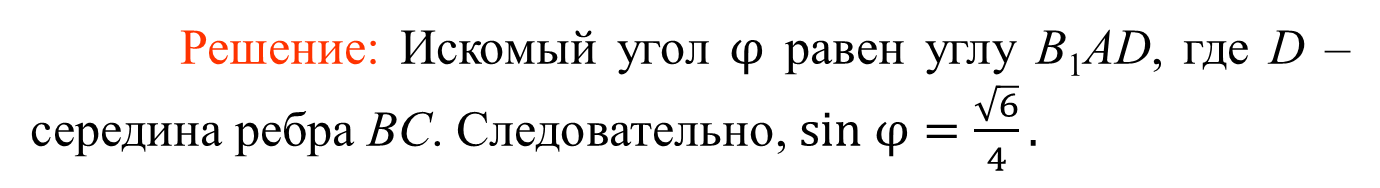 Решение: Искомый угол φ равен углу B₁AD, где D –
середина ребра BC. Следовательно, sin φ = √6/4.